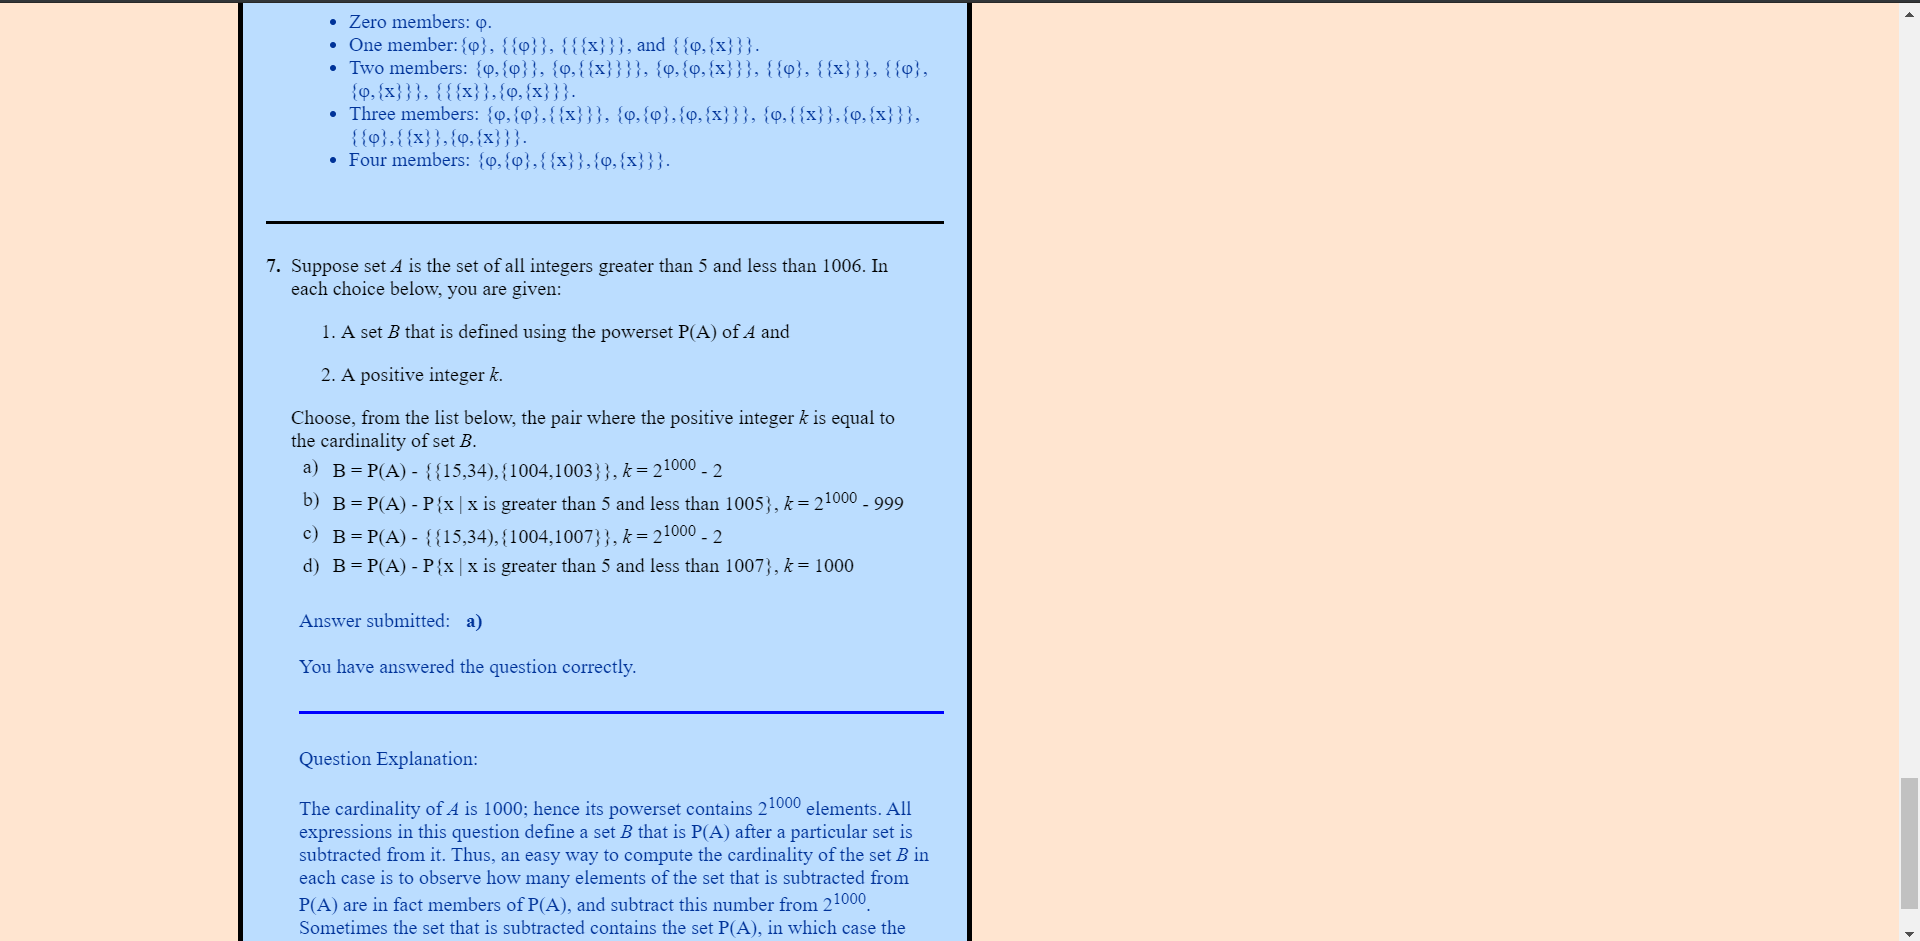 • Zero members: φ.
• One member:{φ}, {{φ}}, {{{x}}}, and {{φ,{x}}}.
• Two members: {φ,{φ}}, {φ,{{x}}}}, {φ,{φ,{x}}}, {{φ}, {{x}}}, {{φ},
{φ,{x}}}, {{{x}},{φ,{x}}}.
• Three members: {φ,{φ},{{x}}}, {φ,{φ},{φ,{x}}}, {φ,{{x}},{φ,{x}}},
{{φ},{{x}},{φ,{x}}}.
• Four members: {φ,{φ},{{x}},{φ,{x}}}.
7. Suppose set A is the set of all integers greater than 5 and less than 1006. In
each choice below, you are given:
1. A set B that is defined using the powerset P(A) of A and
2. A positive integer k.
Choose, from the list below, the pair where the positive integer k is equal to
the cardinality of set B.
a) B = P(A) - {{15,34),{1004,1003}}, k = 2^1000 - 2
b) B = P(A) - P{x | x is greater than 5 and less than 1005}, k = 2^1000 - 999
c) B = P(A) - {{15,34),{1004,1007}}, k = 2^1000 - 2
d) B = P(A) - P{x | x is greater than 5 and less than 1007}, k = 1000
Answer submitted: a)
You have answered the question correctly.
Question Explanation:
The cardinality of A is 1000; hence its powerset contains 2^1000 elements. All
expressions in this question define a set B that is P(A) after a particular set is
subtracted from it. Thus, an easy way to compute the cardinality of the set B in
each case is to observe how many elements of the set that is subtracted from
P(A) are in fact members of P(A), and subtract this number from 2^1000.
Sometimes the set that is subtracted contains the set P(A), in which case the